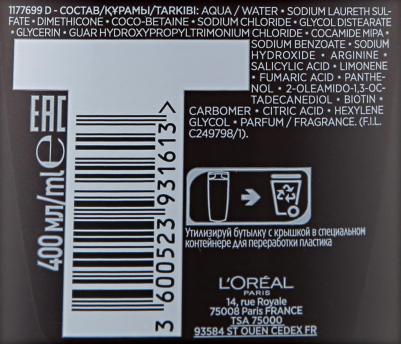 1177699 D - СОСТАВ/ҚҰРАМЫ/TARKIBI: AQUA / WATER • SODIUM LAURETH SUL-
FATE • DIMETHICONE • COCO-BETAINE • SODIUM CHLORIDE • GLYCOL DISTEARATE
• GLYCERIN • GUAR HYDROXYPROPYLTRIMONIUM CHLORIDE • COCAMIDE MIPA •
SODIUM BENZOATE • SODIUM
HYDROXIDE • ARGININE •
SALICYLIC ACID • LIMONENE
• FUMARIC ACID • PANTHE-
NOL • 2-OLEAMIDO-1,3-OC-
TADECANEDIOL • BIOTIN •
CARBOMER • CITRIC ACID • HEXYLENE
GLYCOL • PARFUM / FRAGRANCE. (F.I.L.
C249798/1).
EAC
400 мл/ml e
3 600523 931613 >
Утилизируй бутылку с крышкой в специальном
контейнере для переработки пластика
L'ORÉAL
PARIS
14, rue Royale
75008 Paris FRANCE
TSA 75000
93584 ST OUEN CEDEX FR